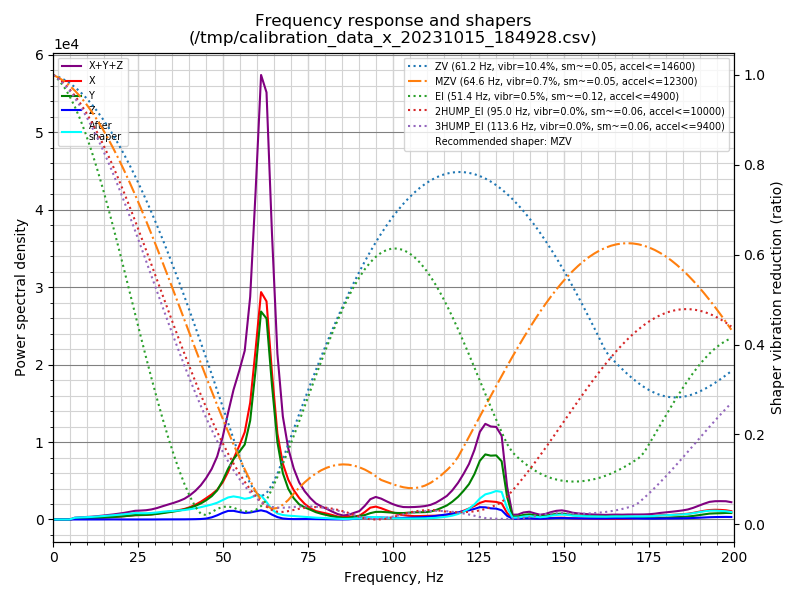 Frequency response and shapers
(/tmp/calibration_data_x_20231015_184928.csv)
1e4
6
5
4
3
2
1
0
Power spectral density
X+Y+Z
X
Y
Z
After
shaper
ZV (61.2 Hz, vibr=10.4%, sm~=0.05, accel<=14600)
MZV (64.6 Hz, vibr=0.7%, sm~=0.05, accel<=12300)
EI (51.4 Hz, vibr=0.5%, sm~=0.12, accel<=4900)
2HUMP_EI (95.0 Hz, vibr=0.0%, sm~=0.06, accel<=10000)
3HUMP_EI (113.6 Hz, vibr=0.0%, sm~=0.06, accel<=9400)
Recommended shaper: MZV
1.0
0.8
0.6
0.4
0.2
0.0
Shaper vibration reduction (ratio)
0 25 50 75 100 125 150 175 200
Frequency, Hz